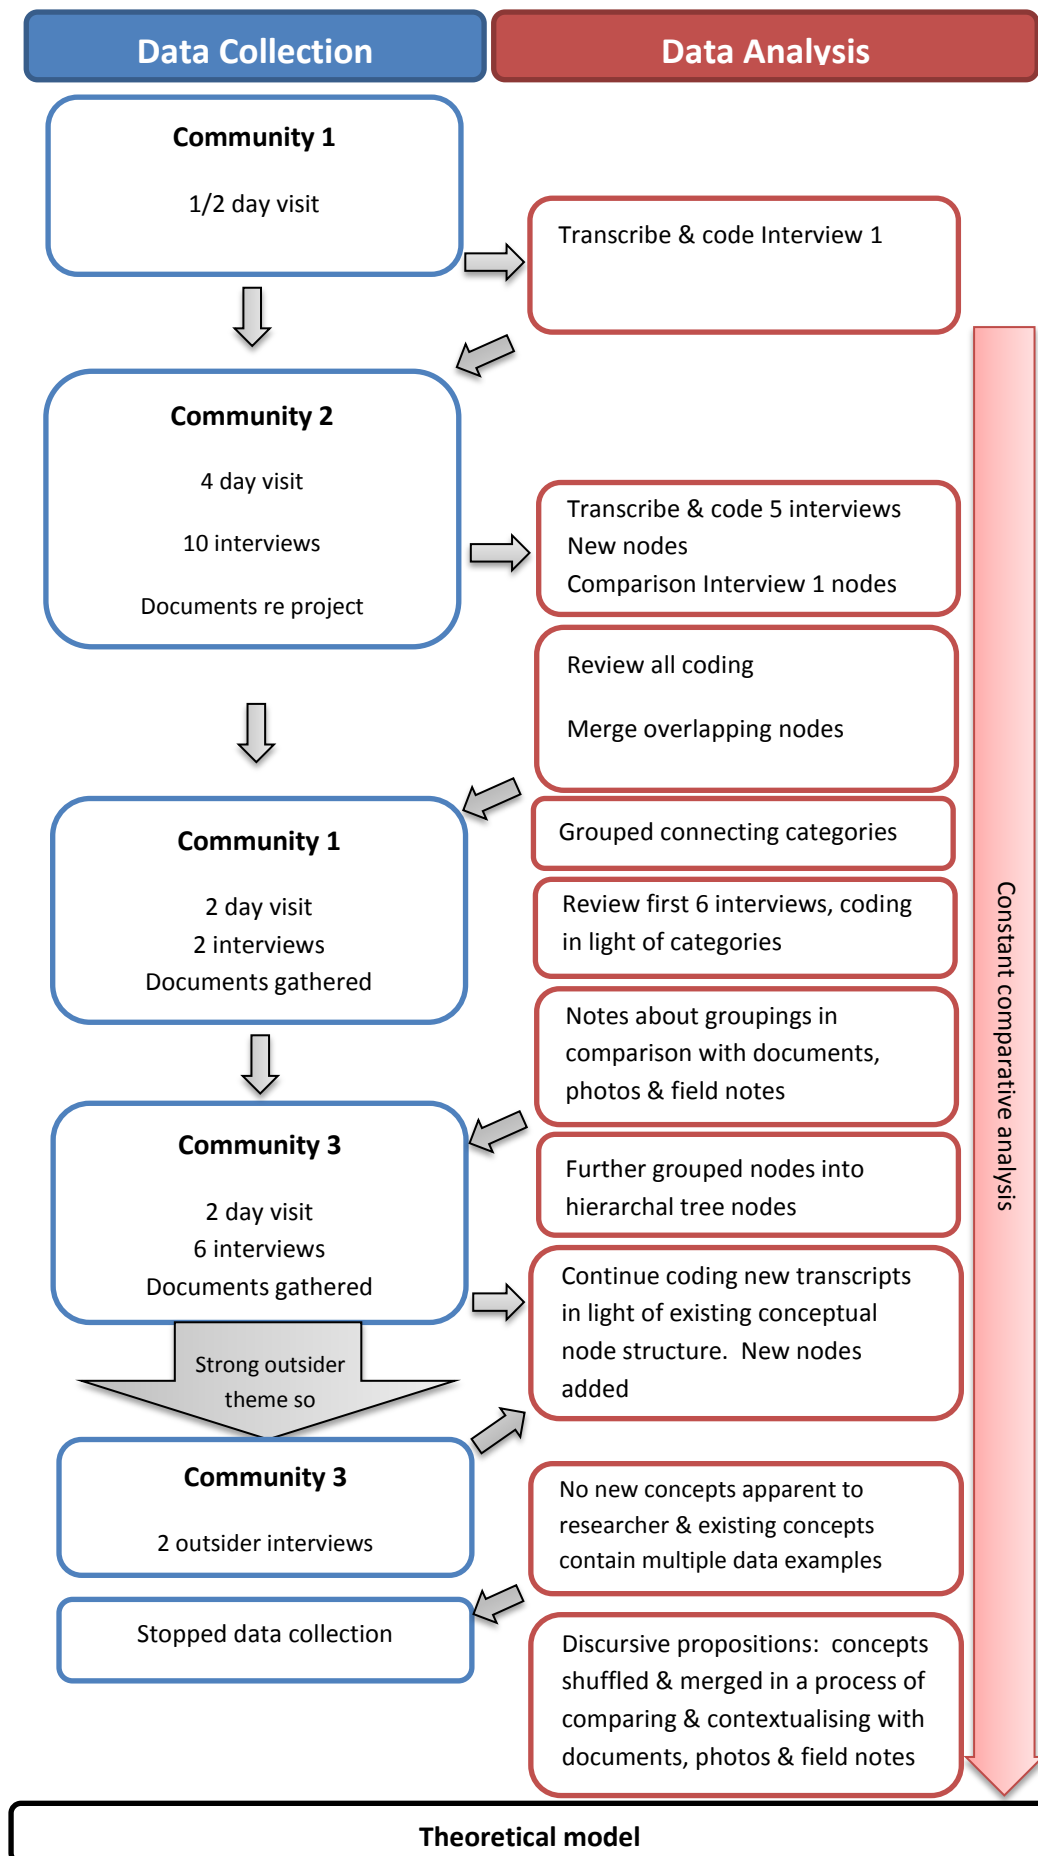 Data Collection
Data Analysis
Community 1
1/2 day visit
Transcribe & code Interview 1
Community 2
4 day visit
10 interviews
Documents re project
Transcribe & code 5 interviews
New nodes
Comparison Interview 1 nodes
Review all coding
Merge overlapping nodes
Community 1
2 day visit
2 interviews
Documents gathered
Grouped connecting categories
Review first 6 interviews, coding
in light of categories
Notes about groupings in
comparison with documents,
photos & field notes
Community 3
2 day visit
6 interviews
Documents gathered
Further grouped nodes into
hierarchal tree nodes
Continue coding new transcripts
in light of existing conceptual
node structure.  New nodes
added
Strong outsider
theme so
Community 3
2 outsider interviews
No new concepts apparent to
researcher & existing concepts
contain multiple data examples
Stopped data collection
Discursive propositions:  concepts
shuffled & merged in a process of
comparing & contextualising with
documents, photos & field notes
Constant comparative analysis
Theoretical model